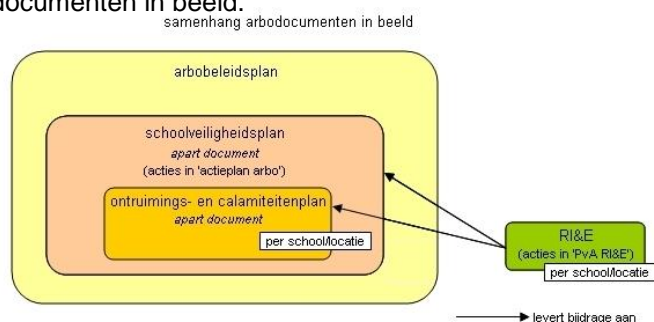 documenten in beeld.
samenhang arbodocumenten in beeld
arbobeleidsplan
schoolveiligheidsplan
apart document
(acties in 'actieplan arbo')
ontruimings- en calamiteitenplan
apart document
per school/locatie
RI&E
(acties in 'PvA RI&E')
per school/locatie
levert bijdrage aan